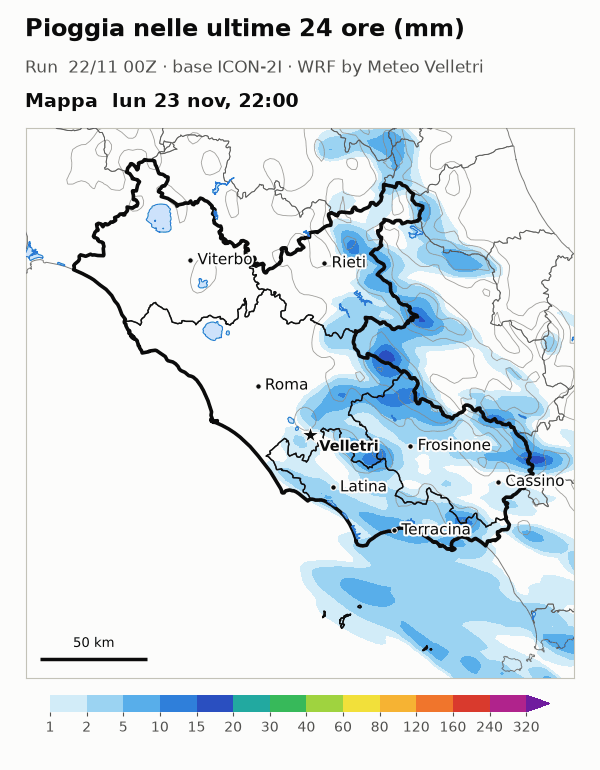 Pioggia nelle ultime 24 ore (mm)
Run 22/11 00Z · base ICON-2I · WRF by Meteo Velletri
Mappa lun 23 nov, 22:00
Viterbo
Rieti
Roma
Velletri
Frosinone
Latina
Cassino
Terracina
50 km
1 2 5 10 15 20 30 40 60 80 120 160 240 320